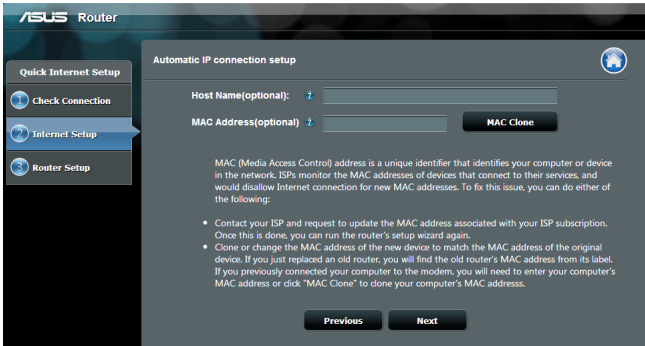 ASUS Router
Quick Internet Setup
1 Check Connection
2 Internet Setup
3 Router Setup
Automatic IP connection setup
Host Name(optional): ?
MAC Address(optional) ?
MAC Clone
MAC (Media Access Control) address is a unique identifier that identifies your computer or device
in the network. ISPs monitor the MAC addresses of devices that connect to their services, and
would disallow Internet connection for new MAC addresses. To fix this issue, you can do either of
the following:
• Contact your ISP and request to update the MAC address associated with your ISP subscription.
Once this is done, you can run the router's setup wizard again.
• Clone or change the MAC address of the new device to match the MAC address of the original
device. If you just replaced an old router, you will find the old router's MAC address from its label.
If you previously connected your computer to the modem, you will need to enter your computer's
MAC address or click "MAC Clone" to clone your computer's MAC addresss.
Previous
Next